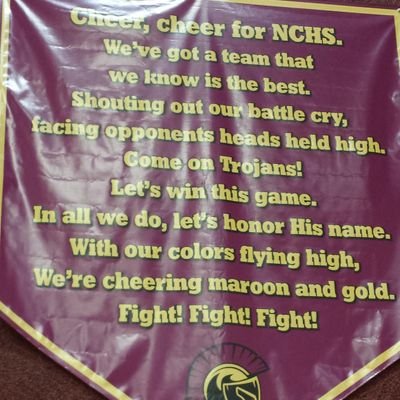 Cheer, cheer for NCHS.
We've got a team that
we know is the best.
Shouting out our battle cry,
facing opponents heads held high.
Come on Trojans!
Let's win this game.
In all we do, let's honor His name.
With our colors flying high,
We're cheering maroon and gold.
Fight! Fight! Fight!